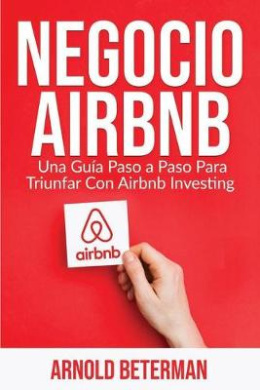 NEGOCIO
AIRBNB
Una Guía Paso a Paso Para
Triunfar Con Airbnb Investing
airbnb
ARNOLD BETERMAN